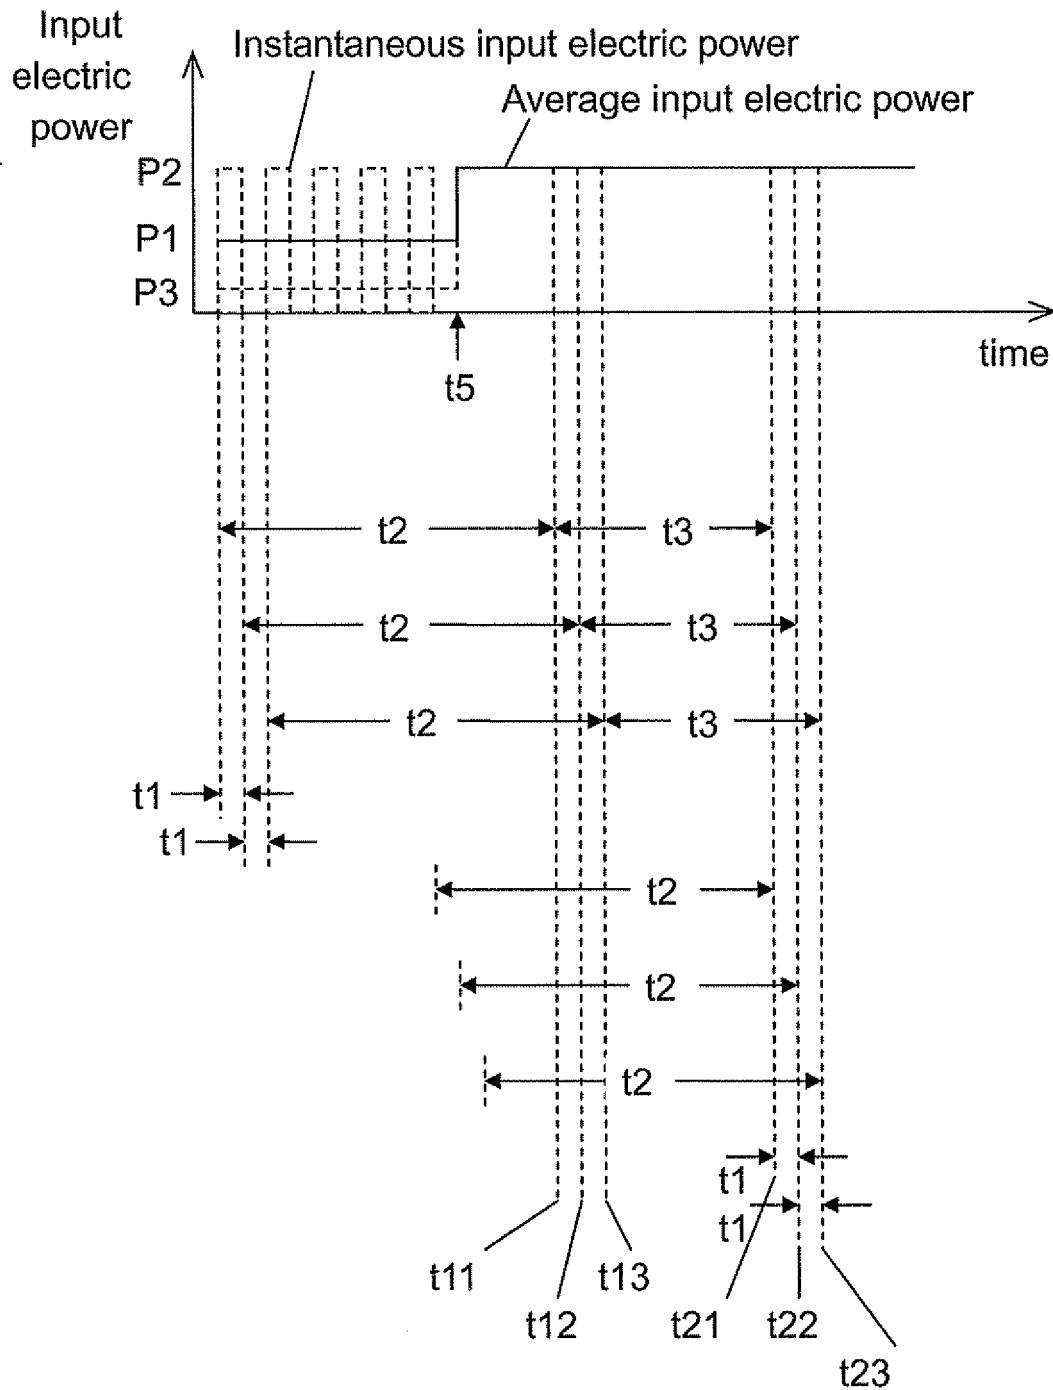 Input
electric
power
Instantaneous input electric power
Average input electric power
P2
P1
P3
time
t5
t2 t3
t2 t3
t2 t3
t1
t1
t2
t2
t2
t1
t1
t11 t13
t12 t21 t22
t23